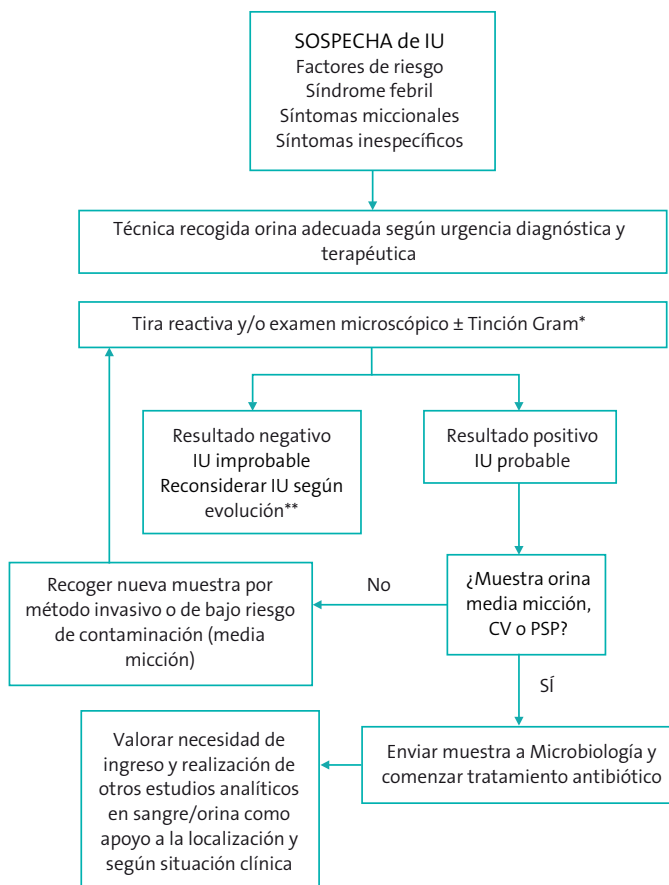 SOSPECHA de IU
Factores de riesgo
Síndrome febril
Síntomas miccionales
Síntomas inespecíficos
Técnica recogida orina adecuada según urgencia diagnóstica y
terapéutica
Tira reactiva y/o examen microscópico ± Tinción Gram*
Resultado negativo
IU improbable
Reconsiderar IU según
evolución**
Resultado positivo
IU probable
¿Muestra orina
media micción,
CV o PSP?
No
Recoger nueva muestra por
método invasivo o de bajo riesgo
de contaminación (media
micción)
SÍ
Enviar muestra a Microbiología y
comenzar tratamiento antibiótico
Valorar necesidad de
ingreso y realización de
otros estudios analíticos
en sangre/orina como
apoyo a la localización y
según situación clínica